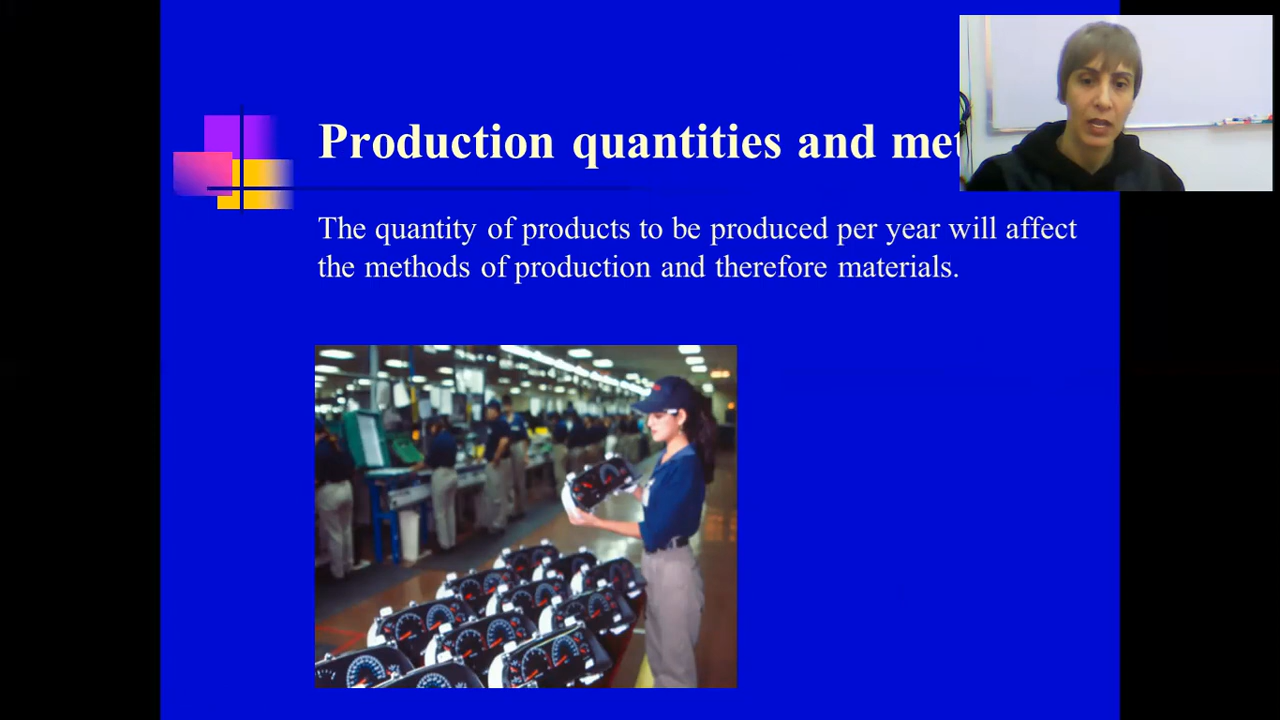 Production quantities and
The quantity of products to be produced per year will affect
the methods of production and therefore materials.